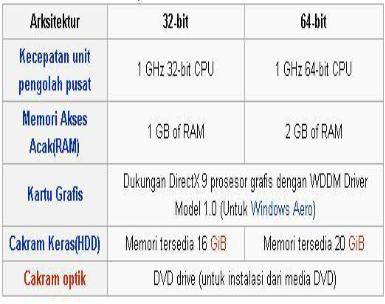 Arksitektur 32-bit 64-bit
Kecepatan unit
pengolah pusat
1 GHz 32-bit CPU 1 GHz 64-bit CPU
Memori Akses
Acak(RAM)
1 GB of RAM 2 GB of RAM
Kartu Grafis
Dukungan DirectX 9 prosesor grafis dengan WDDM Driver
Model 1.0 (Untuk Windows Aero)
Cakram Keras(HDD) Memori tersedia 16 GiB Memori tersedia 20 GiB
Cakram optik DVD drive (untuk instalasi dari media DVD)